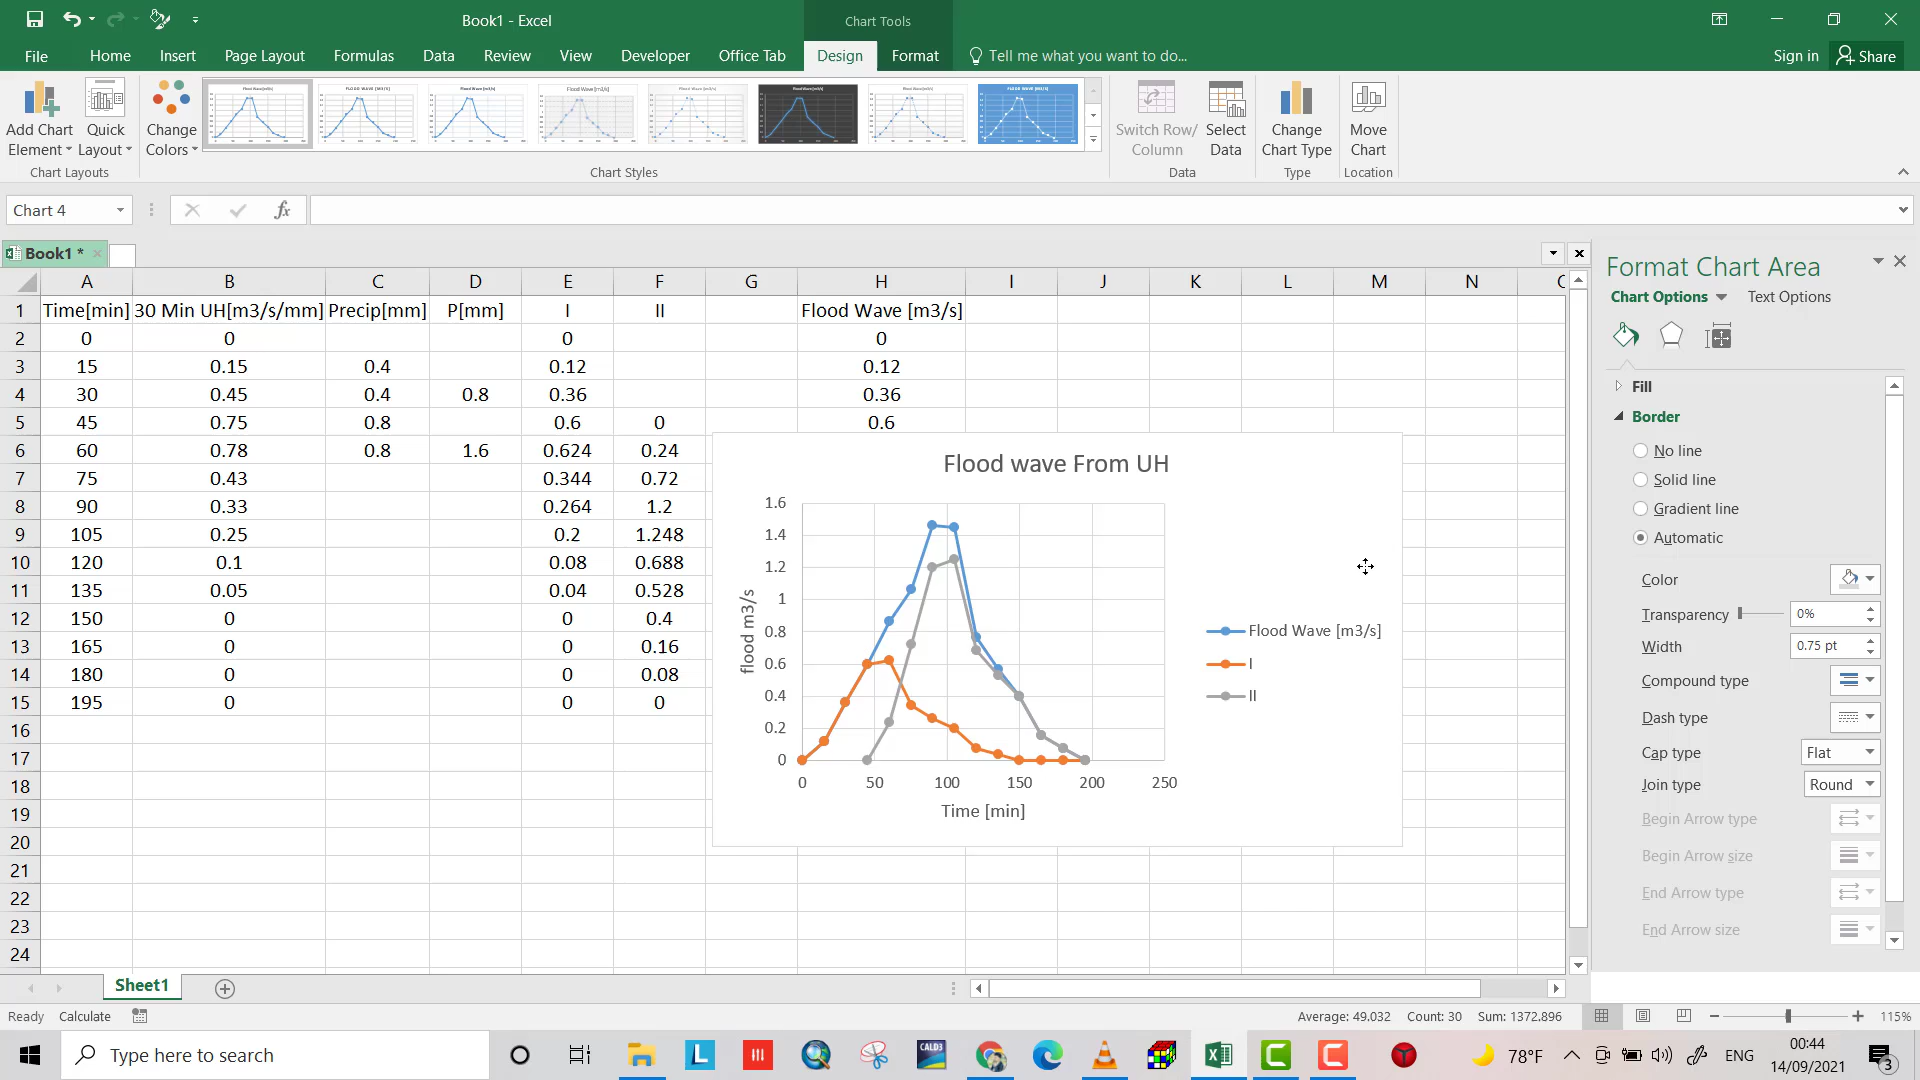 Book1 - Excel
Chart Tools
File Home Insert Page Layout Formulas Data Review View Developer Office Tab Design Format Tell me what you want to do... Sign in Share
Add Chart Element
Quick Layout
Change Colors
Switch Row/ Column
Select Data
Change Chart Type
Move Chart
Chart Layouts Chart Styles Data Type Location
Chart 4 fx
Book1 *
A B C D E F G H I J K L M N
1 Time[min] 30 Min UH[m3/s/mm] Precip[mm] P[mm] I II Flood Wave [m3/s]
2 0 0 0 0
3 15 0.15 0.4 0.12 0.12
4 30 0.45 0.4 0.8 0.36 0.36
5 45 0.75 0.8 0.6 0 0.6
6 60 0.78 0.8 1.6 0.624 0.24
7 75 0.43 0.344 0.72
8 90 0.33 0.264 1.2
9 105 0.25 0.2 1.248
10 120 0.1 0.08 0.688
11 135 0.05 0.04 0.528
12 150 0 0 0.4
13 165 0 0 0.16
14 180 0 0 0.08
15 195 0 0 0
16
17
18
19
20
21
22
23
24
Flood wave From UH
1.6
1.4
1.2
1
0.8
0.6
0.4
0.2
0
flood m3/s
0 50 100 150 200 250
Time [min]
Flood Wave [m3/s]
I
II
Format Chart Area
Chart Options Text Options
Fill
Border
No line
Solid line
Gradient line
Automatic
Color
Transparency 0%
Width 0.75 pt
Compound type
Dash type
Cap type Flat
Join type Round
Begin Arrow type
Begin Arrow size
End Arrow type
End Arrow size
Sheet1
Ready Calculate Average: 49.032 Count: 30 Sum: 1372.896 115%
Type here to search
CALD3
78°F ENG
00:44
14/09/2021
3